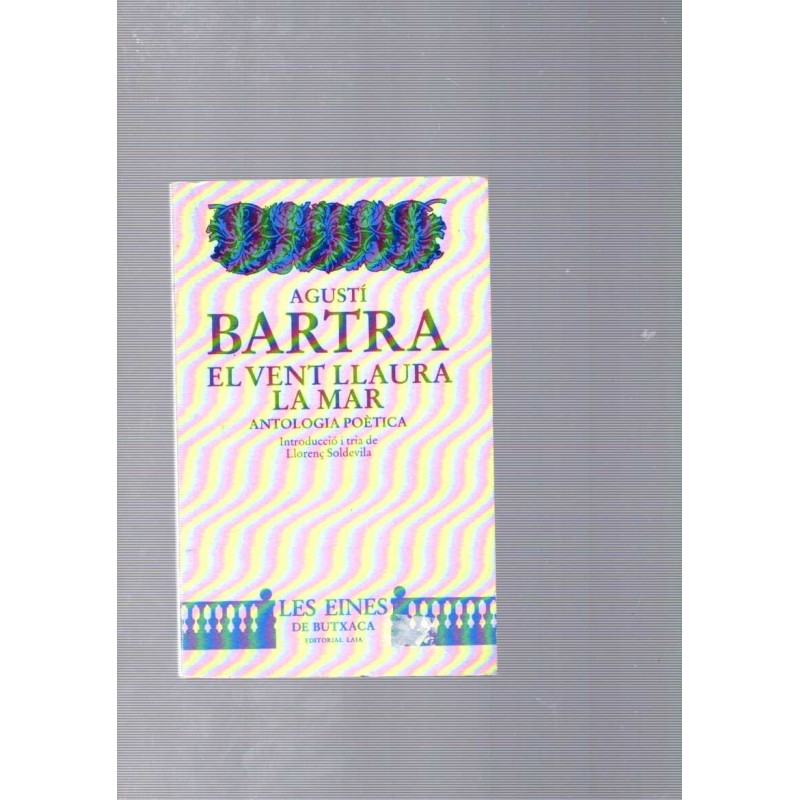 AGUSTÍ
BARTRA
EL VENT LLAURA
LA MAR
ANTOLOGIA POÈTICA
Introducció i tria de
Llorenç Soldevila
LES EINES
DE BUTXACA
EDITORIAL LAIA